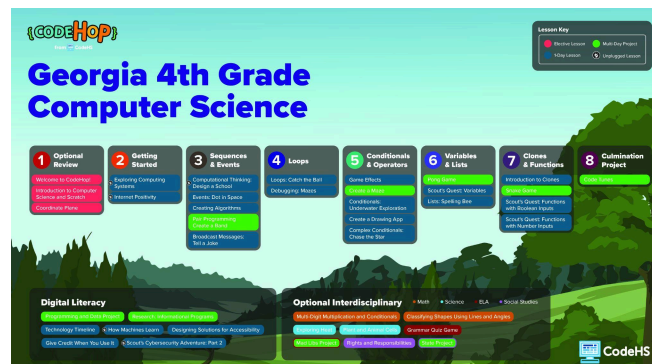 {CODEHOP}
From CodeHS
Lesson Key
Elective Lesson
Multi-Day Project
1-Day Lesson
Unplugged Lesson
Georgia 4th Grade
Computer Science
1 Optional
Review
Welcome to CodeHop!
Introduction to Computer
Science and Scratch
Coordinate Plane
2 Getting
Started
Exploring Computing
Systems
Internet Positivity
3 Sequences
& Events
Computational Thinking:
Design a School
Events: Dot in Space
Creating Algorithms
Pair Programming:
Create a Band
Broadcast Messages:
Tell a Joke
4 Loops
Loops: Catch the Ball
Debugging: Mazes
5 Conditionals
& Operators
Game Effects
Create a Maze
Conditionals:
Underwater Exploration
Create a Drawing App
Complex Conditionals:
Chase the Star
6 Variables
& Lists
Pong Game
Scout's Quest: Variables
Lists: Spelling Bee
7 Clones
& Functions
Introduction to Clones
Snake Game
Scout's Quest: Functions
with Boolean Inputs
Scout's Quest: Functions
with Number Inputs
8 Culmination
Project
Digital Literacy
Programming and Data Project
Research: Informational Programs
Technology Timeline
How Machines Learn
Designing Solutions for Accessibility
Give Credit When You Use It
Scout's Cybersecurity Adventure: Part 2
Optional Interdisciplinary
Math
Science
ELA
Social Studies
Multi-Digit Multiplication and Conditionals
Classifying Shapes Using Lines and Angles
Exploring Heat
Plant and Animal Cells
Grammar Quiz Game
Mad Libs Project
Rights and Responsibilities
State Project
CodeHS